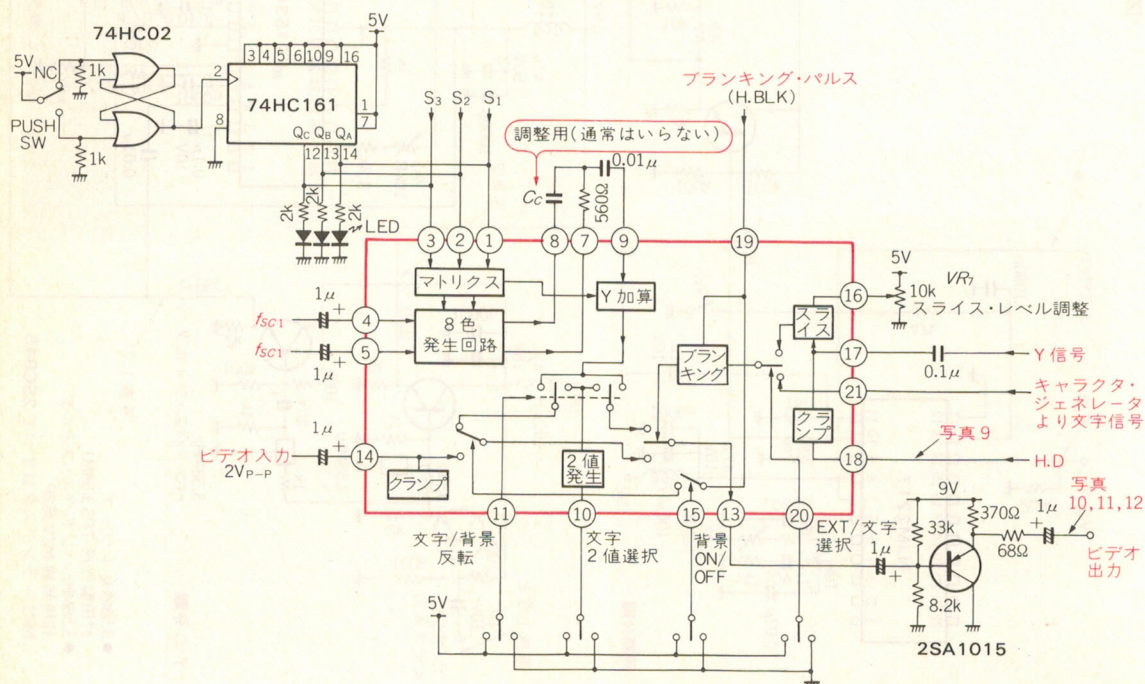 74HC02
5V
NC
1k
PUSH
SW
1k
2
8
5V
3 4 5 6 10 9 16
74HC161
1
7
QC QB QA
12 13 14
2k
2k
2k
LED
S3
S2
S1
調整用(通常はいらない)
CC
560Ω
0.01μ
ブランキング・パルス
(H.BLK)
3
2
1
8
7
9
19
マトリクス
Y加算
8色
発生回路
1μ
+
fSC1
4
fSC1
5
1μ
+
1μ
+
ビデオ入力
2VP-P
14
クランプ
2値
発生
ブラン
キング
スライス
クランプ
16
5V
VR7
10k
スライス・レベル調整
17
0.1μ
Y信号
21
キャラクタ・
ジェネレータ
より文字信号
18
写真9
H.D
11
10
15
13
20
文字/背景
反転
文字
2値選択
背景
ON/
OFF
EXT/文字
選択
5V
1μ
+
9V
33k
370Ω
8.2k
68Ω
1μ
+
写真
10,11,12
ビデオ
出力
2SA1015